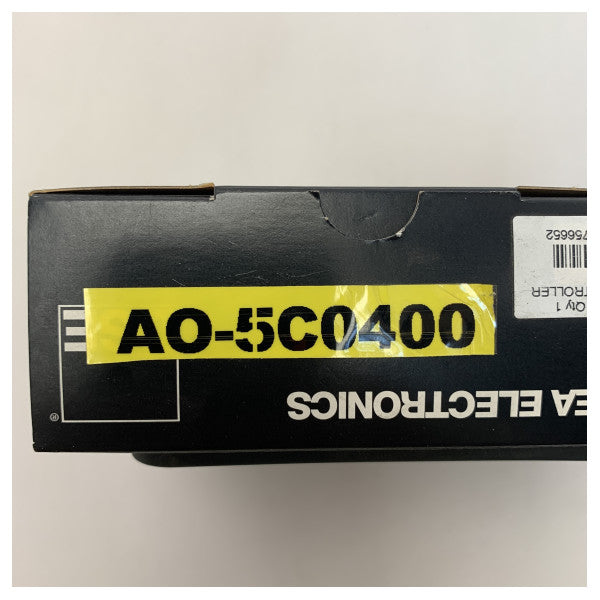 AO-5C0400
EA ELECTRONICS
®
756652
TROLLER
Qty 1